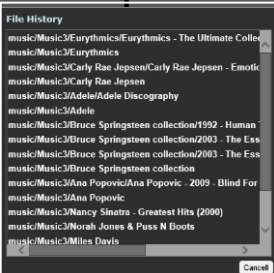 File History
music/Music3/Eurythmics/Eurythmics - The Ultimate Collec
music/Music3/Eurythmics
music/Music3/Carly Rae Jepsen/Carly Rae Jepsen - Emotic
music/Music3/Carly Rae Jepsen
music/Music3/Adele/Adele Discography
music/Music3/Adele
music/Music3/Bruce Springsteen collection/1992 - Human
music/Music3/Bruce Springsteen collection/2003 - The Ess
music/Music3/Bruce Springsteen collection/2003 - The Ess
music/Music3/Bruce Springsteen collection
music/Music3/Ana Popovic/Ana Popovic - 2009 - Blind For
music/Music3/Ana Popovic
music/Music3/Nancy Sinatra - Greatest Hits (2000)
music/Music3/Norah Jones & Puss N Boots
music/Music3/Miles Davis
Cancel